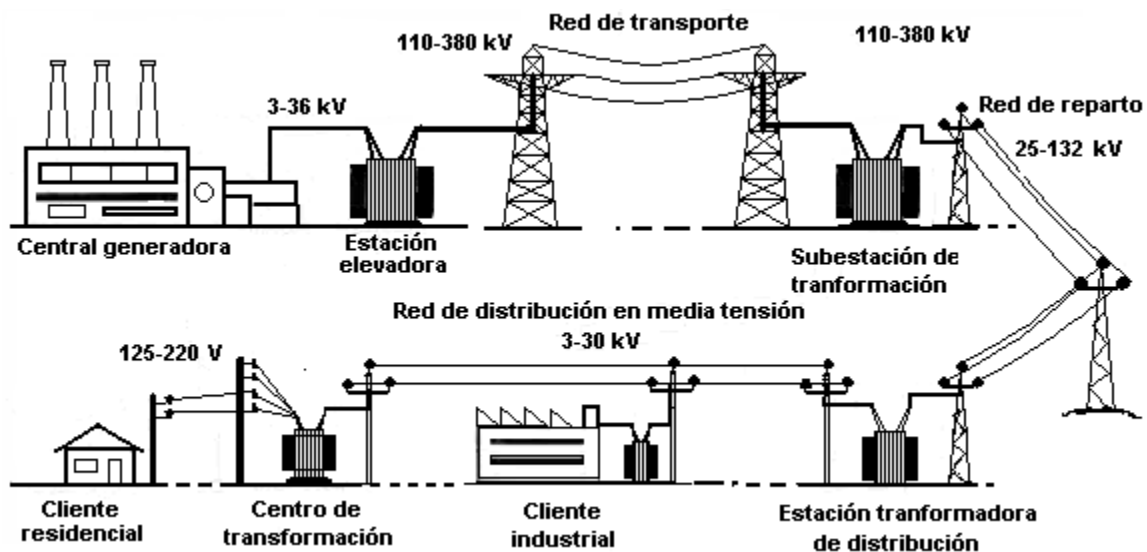 Red de transporte
110-380 kV
110-380 kV
3-36 kV
Red de reparto
25-132 kV
Central generadora
Estación
elevadora
Subestación de
tranformación
Red de distribución en media tensión
3-30 kV
125-220 V
Cliente
residencial
Centro de
transformación
Cliente
industrial
Estación tranformadora
de distribución